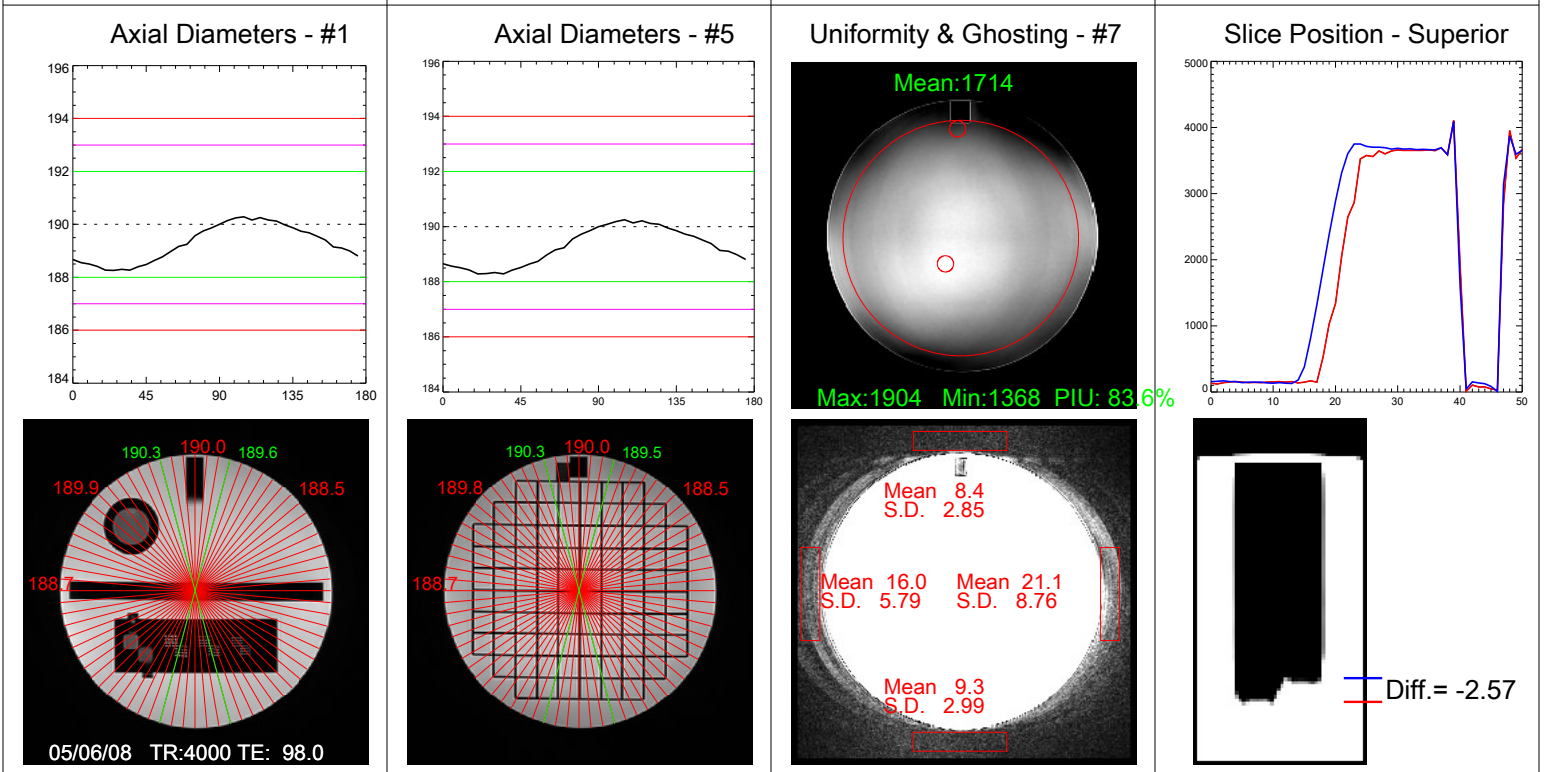 Axial Diameters - #1
196
194
192
190
188
186
184
0 45 90 135 180
190.3 190.0 189.6
189.9 188.5
188.7
05/06/08 TR:4000 TE: 98.0
Axial Diameters - #5
196
194
192
190
188
186
184
0 45 90 135 180
190.3 190.0 189.5
189.8 188.5
188.7
Uniformity & Ghosting - #7
Mean:1714
Max:1904 Min:1368 PIU: 83.6%
Mean 8.4
S.D. 2.85
Mean 16.0 Mean 21.1
S.D. 5.79 S.D. 8.76
Mean 9.3
S.D. 2.99
Slice Position - Superior
5000
4000
3000
2000
1000
0
0 10 20 30 40 50
Diff.= -2.57